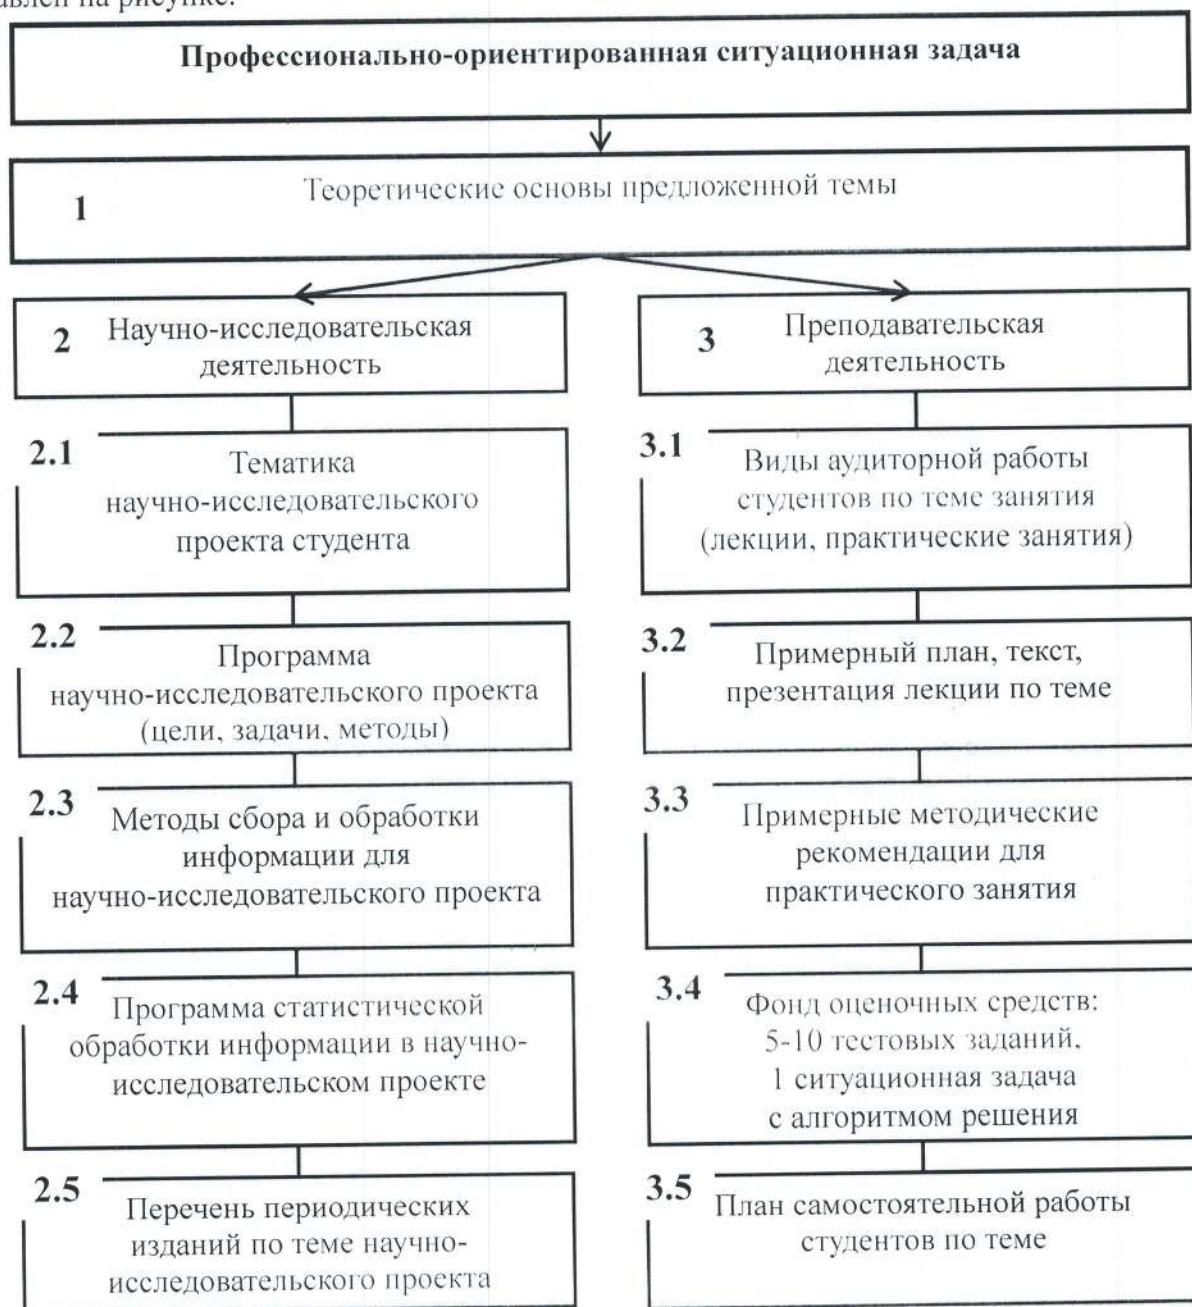 на рисунке.
Профессионально-ориентированная ситуационная задача
1
Теоретические основы предложенной темы
2
Научно-исследовательская
деятельность
2.1
Тематика
научно-исследовательского
проекта студента
2.2
Программа
научно-исследовательского проекта
(цели, задачи, методы)
2.3
Методы сбора и обработки
информации для
научно-исследовательского проекта
2.4
Программа статистической
обработки информации в научно-
исследовательском проекте
2.5
Перечень периодических
изданий по теме научно-
исследовательского проекта
3
Преподавательская
деятельность
3.1
Виды аудиторной работы
студентов по теме занятия
(лекции, практические занятия)
3.2
Примерный план, текст,
презентация лекции по теме
3.3
Примерные методические
рекомендации для
практического занятия
3.4
Фонд оценочных средств:
5-10 тестовых заданий,
1 ситуационная задача
с алгоритмом решения
3.5
План самостоятельной работы
студентов по теме